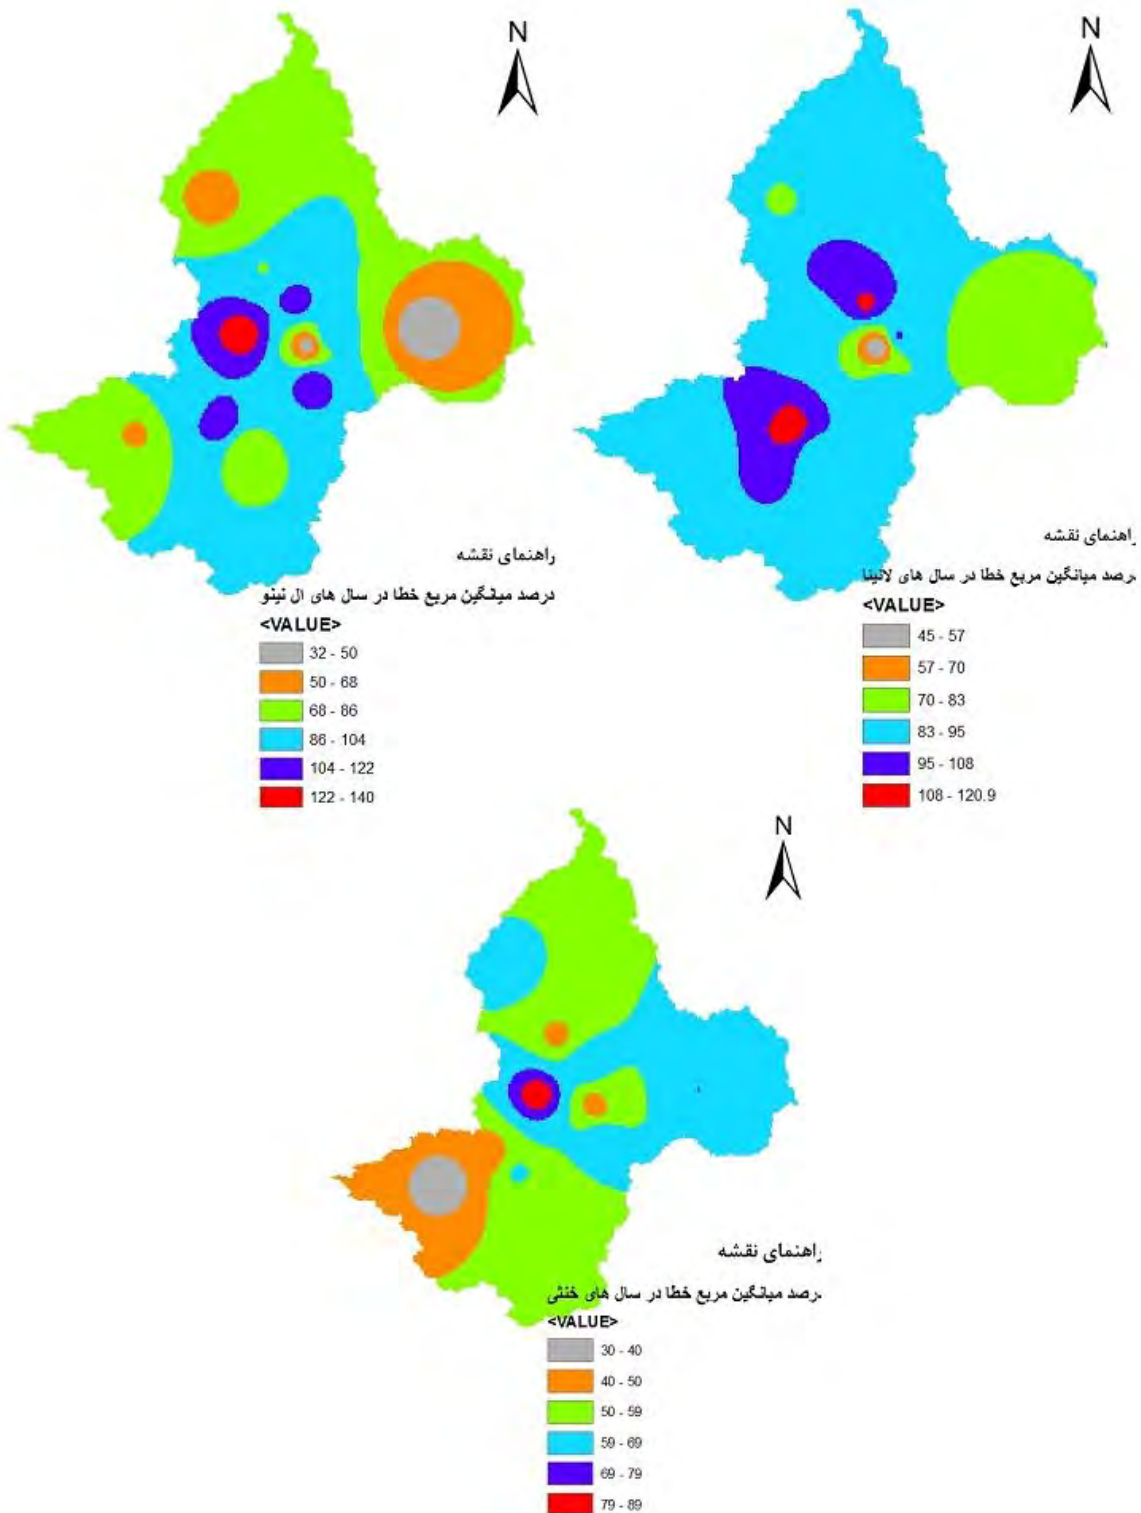 N
راهنمای نقشه
درصد میانگین مربع خطا در سال های ال نینو
<VALUE>
32 - 50
50 - 68
68 - 86
86 - 104
104 - 122
122 - 140
N
راهنمای نقشه
درصد میانگین مربع خطا در سال های لانینا
<VALUE>
45 - 57
57 - 70
70 - 83
83 - 95
95 - 108
108 - 120.9
N
راهنمای نقشه
درصد میانگین مربع خطا در سال های خنثی
<VALUE>
30 - 40
40 - 50
50 - 59
59 - 69
69 - 79
79 - 89